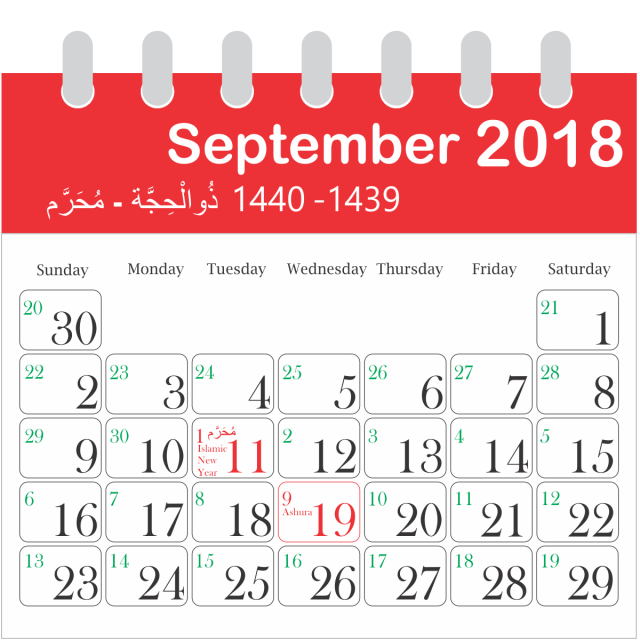 September 2018
ذُوالْحِجَّة - مُحَرَّم 1440 -1439
Sunday Monday Tuesday Wednesday Thursday Friday Saturday
20 30 21 1
22 2 23 3 24 4 25 5 26 6 27 7 28 8
29 9 30 10 1 مُحَرَّم Islamic New Year 11 2 12 3 13 4 14 5 15
6 16 7 17 8 18 9 Ashura 19 10 20 11 21 12 22
13 23 14 24 15 25 16 26 17 27 18 28 19 29